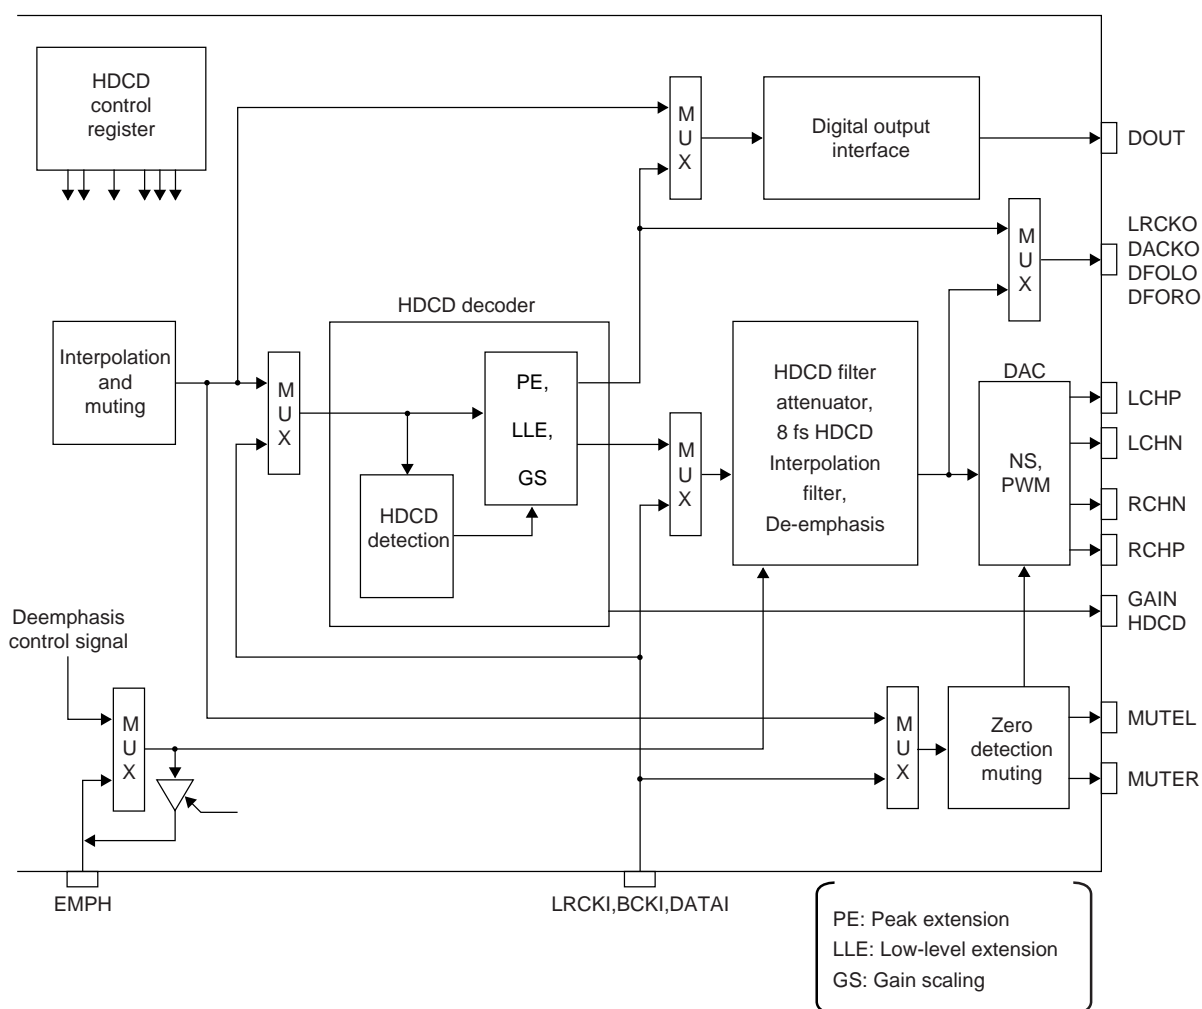 HDCD
control
register
M
U
X
Digital output
interface
DOUT
LRCKO
DACKO
DFOLO
DFORO
M
U
X
HDCD decoder
Interpolation
and
muting
M
U
X
PE,
LLE,
GS
HDCD
detection
M
U
X
HDCD filter
attenuator,
8 fs HDCD
Interpolation
filter,
De-emphasis
DAC
NS,
PWM
LCHP
LCHN
RCHN
RCHP
GAIN
HDCD
Deemphasis
control signal
M
U
X
M
U
X
Zero
detection
muting
MUTEL
MUTER
EMPH
LRCKI,BCKI,DATAI
PE: Peak extension
LLE: Low-level extension
GS: Gain scaling